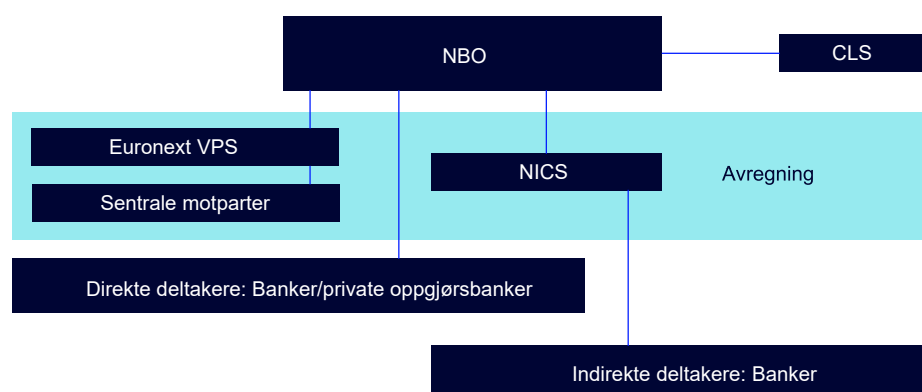 NBO
CLS
Euronext VPS
Sentrale motparter
NICS
Avregning
Direkte deltakere: Banker/private oppgjørsbanker
Indirekte deltakere: Banker